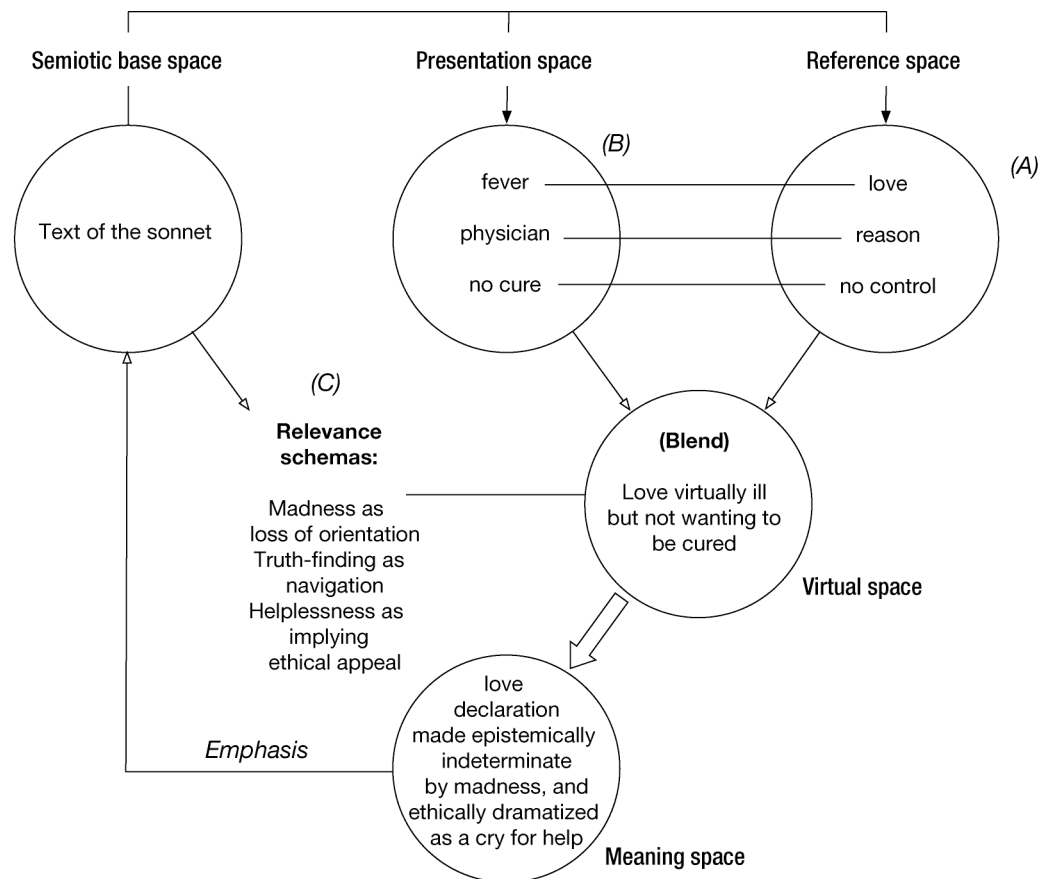 Semiotic base space
Presentation space
Reference space
(B)
(A)
fever
love
physician
reason
no cure
no control
Text of the sonnet
(C)
Relevance
schemas:
Madness as
loss of orientation
Truth-finding as
navigation
Helplessness as
implying
ethical appeal
(Blend)
Love virtually ill
but not wanting to
be cured
Virtual space
love
declaration
made epistemically
indeterminate
by madness, and
ethically dramatized
as a cry for help
Emphasis
Meaning space